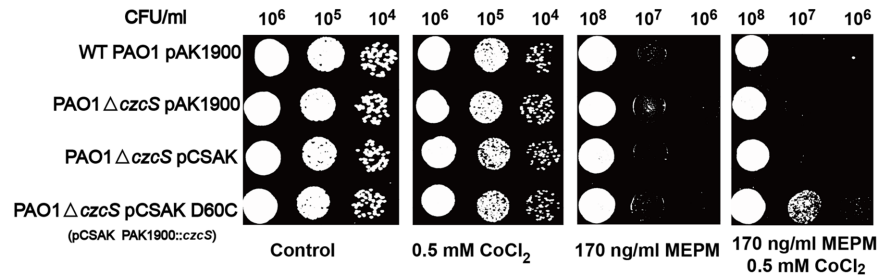 CFU/ml 10⁶ 10⁵ 10⁴ 10⁶ 10⁵ 10⁴ 10⁸ 10⁷ 10⁶ 10⁸ 10⁷ 10⁶
WT PAO1 pAK1900
PAO1△czcS pAK1900
PAO1△czcS pCSAK
PAO1△czcS pCSAK D60C
(pCSAK PAK1900::czcS)
Control 0.5 mM CoCl₂ 170 ng/ml MEPM 170 ng/ml MEPM
0.5 mM CoCl₂